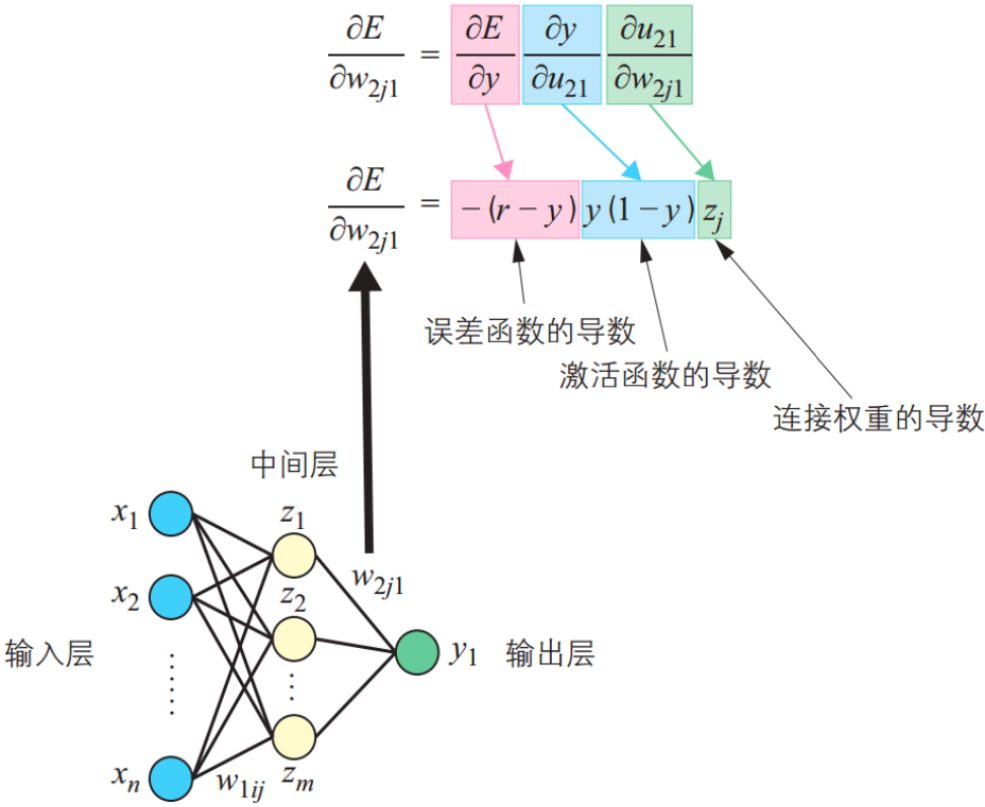 ∂E/∂w₂ⱼ₁ = ∂E/∂y ∂y/∂u₂₁ ∂u₂₁/∂w₂ⱼ₁
∂E/∂w₂ⱼ₁ = −(r − y) y(1 − y) zⱼ
误差函数的导数
激活函数的导数
连接权重的导数
中间层
x₁
z₁
w₂ⱼ₁
x₂
z₂
输入层
y₁ 输出层
⋮
xₙ
w₁ᵢⱼ
zₘ